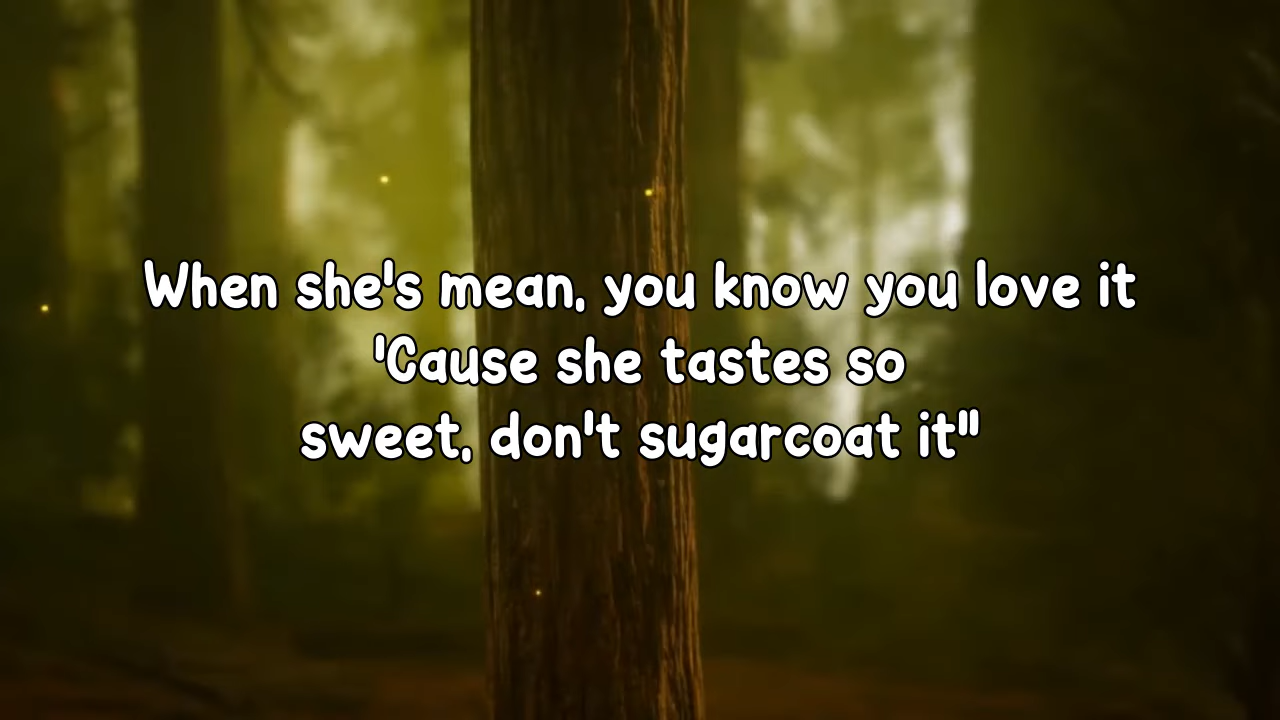 When she's mean, you know you love it
'Cause she tastes so
sweet, don't sugarcoat it"